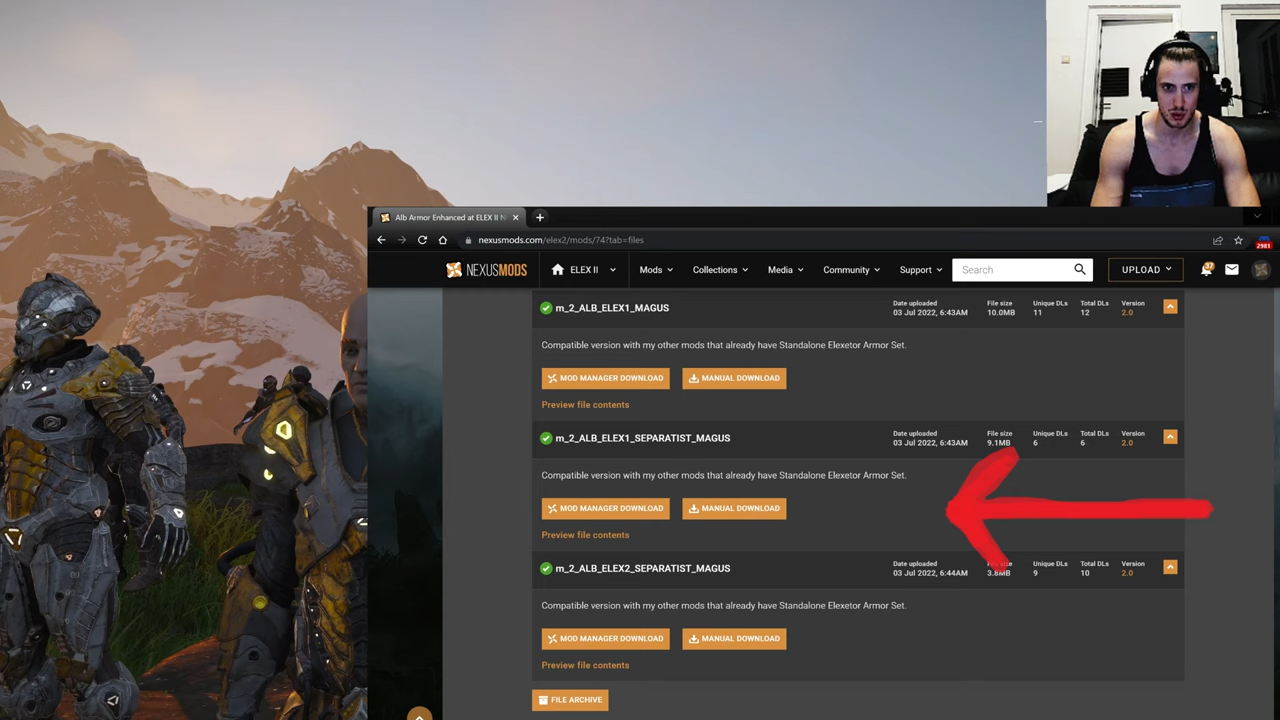 Alb Armor Enhanced at ELEX II N
nexusmods.com/elex2/mods/74?tab=files
2981
NEXUSMODS
ELEX II
Mods
Collections
Media
Community
Support
Search
UPLOAD
m_2_ALB_ELEX1_MAGUS
Date uploaded
03 Jul 2022, 6:43AM
File size
10.0MB
Unique DLs
11
Total DLs
12
Version
2.0
Compatible version with my other mods that already have Standalone Elexetor Armor Set.
MOD MANAGER DOWNLOAD
MANUAL DOWNLOAD
Preview file contents
m_2_ALB_ELEX1_SEPARATIST_MAGUS
Date uploaded
03 Jul 2022, 6:43AM
File size
9.1MB
Unique DLs
6
Total DLs
6
Version
2.0
Compatible version with my other mods that already have Standalone Elexetor Armor Set.
MOD MANAGER DOWNLOAD
MANUAL DOWNLOAD
Preview file contents
m_2_ALB_ELEX2_SEPARATIST_MAGUS
Date uploaded
03 Jul 2022, 6:44AM
File size
3.8MB
Unique DLs
9
Total DLs
10
Version
2.0
Compatible version with my other mods that already have Standalone Elexetor Armor Set.
MOD MANAGER DOWNLOAD
MANUAL DOWNLOAD
Preview file contents
FILE ARCHIVE